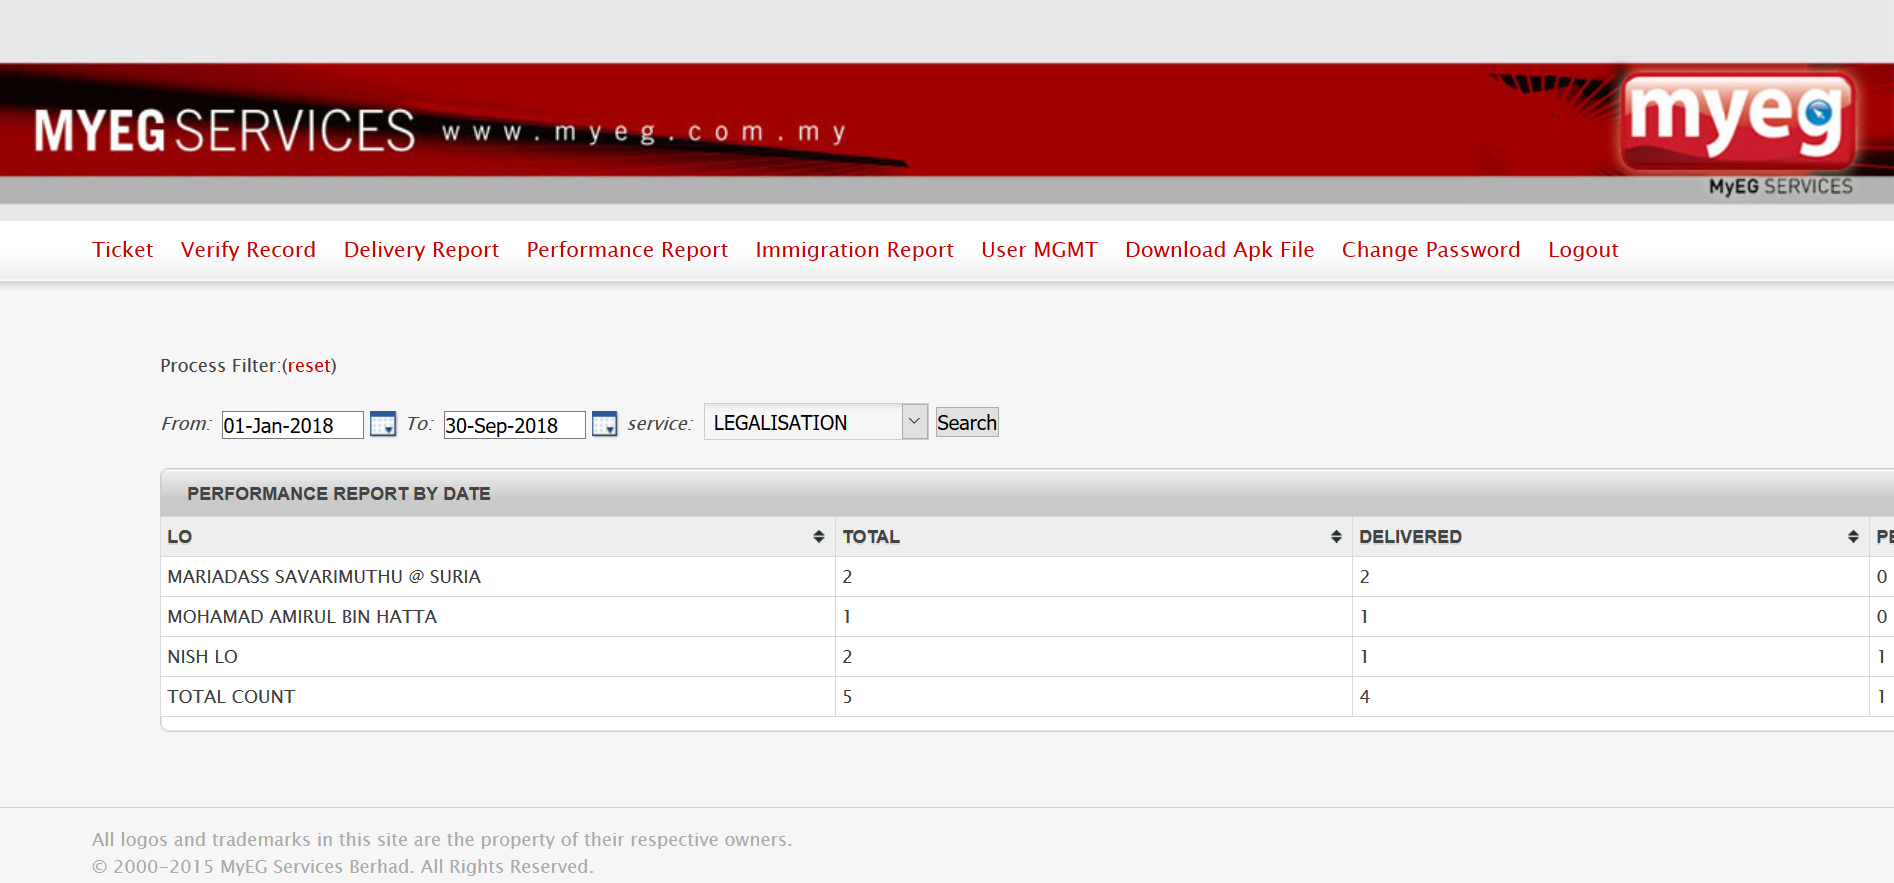 MYEG SERVICES www.myeg.com.my
myeg
MyEG SERVICES
Ticket Verify Record Delivery Report Performance Report Immigration Report User MGMT Download Apk File Change Password Logout
Process Filter:(reset)
From: 01-Jan-2018 To: 30-Sep-2018 service: LEGALISATION Search
PERFORMANCE REPORT BY DATE
LO TOTAL DELIVERED PE
MARIADASS SAVARIMUTHU @ SURIA 2 2 0
MOHAMAD AMIRUL BIN HATTA 1 1 0
NISH LO 2 1 1
TOTAL COUNT 5 4 1
All logos and trademarks in this site are the property of their respective owners.
© 2000-2015 MyEG Services Berhad. All Rights Reserved.